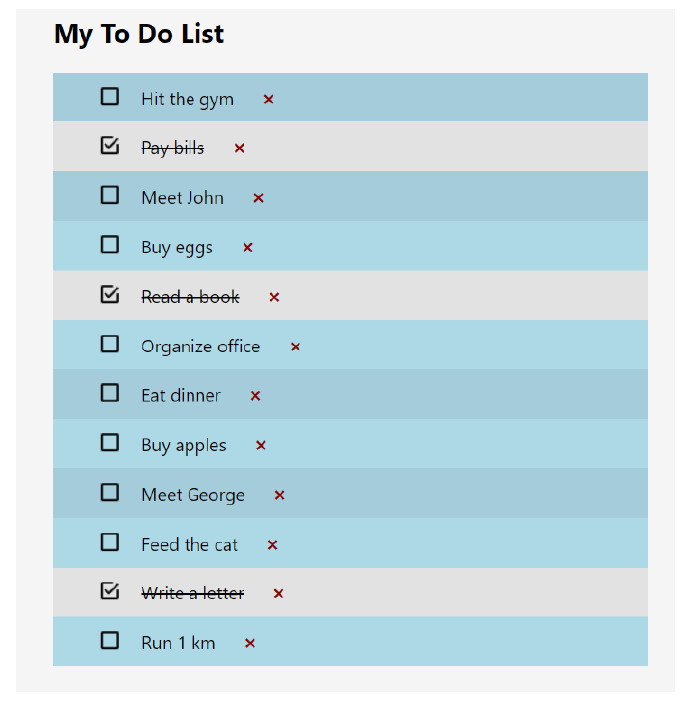 My To Do List
Hit the gym ×
Pay bills ×
Meet John ×
Buy eggs ×
Read a book ×
Organize office ×
Eat dinner ×
Buy apples ×
Meet George ×
Feed the cat ×
Write a letter ×
Run 1 km ×